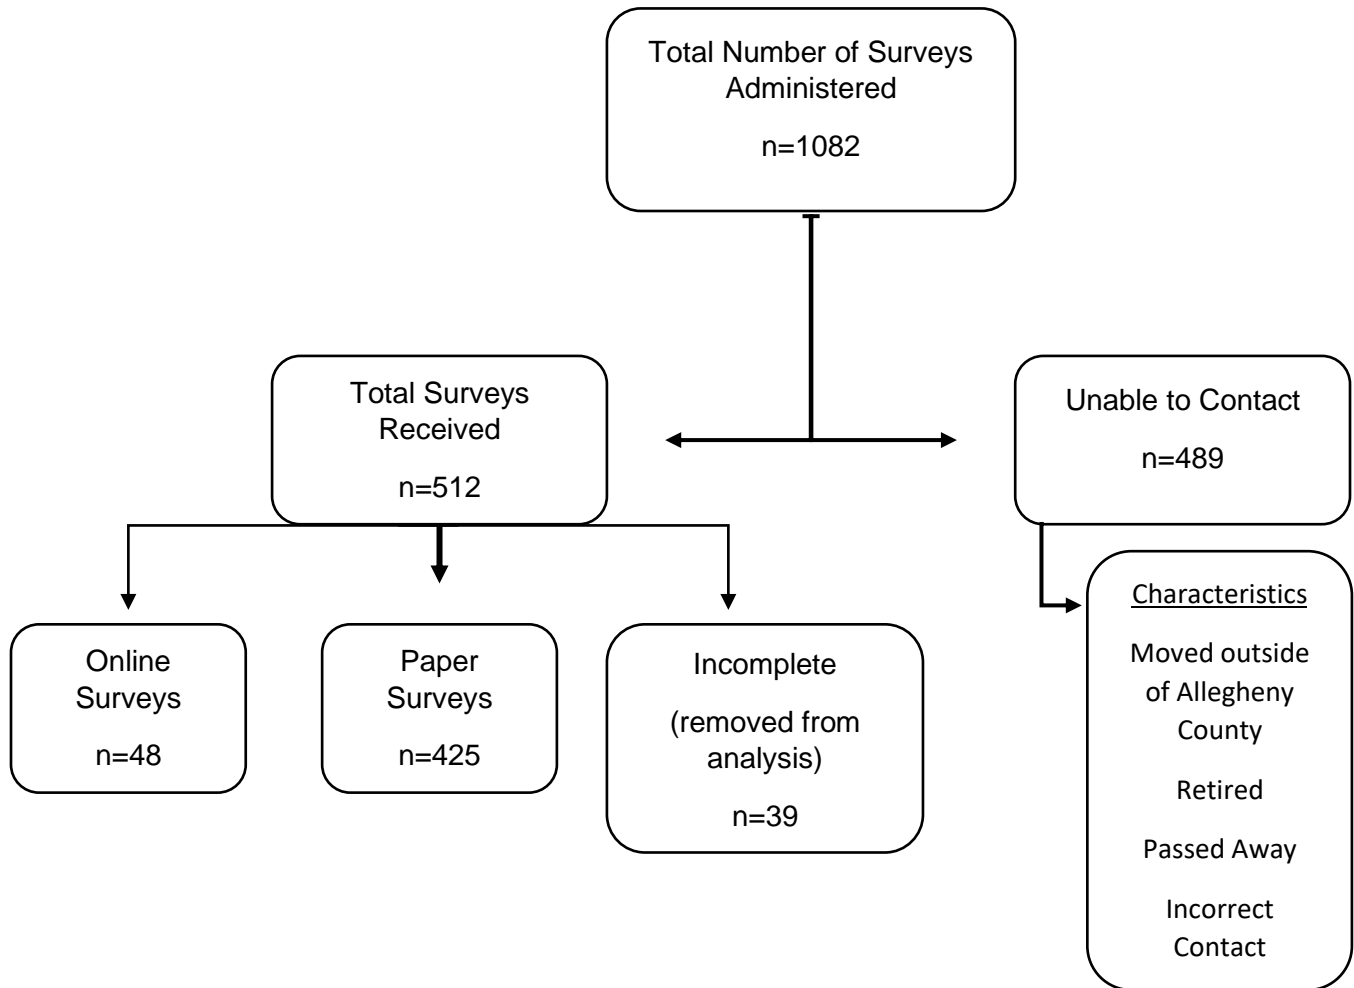 Total Number of Surveys
Administered
n=1082
Total Surveys
Received
n=512
Unable to Contact
n=489
Online
Surveys
n=48
Paper
Surveys
n=425
Incomplete
(removed from
analysis)
n=39
Characteristics
Moved outside
of Allegheny
County
Retired
Passed Away
Incorrect
Contact